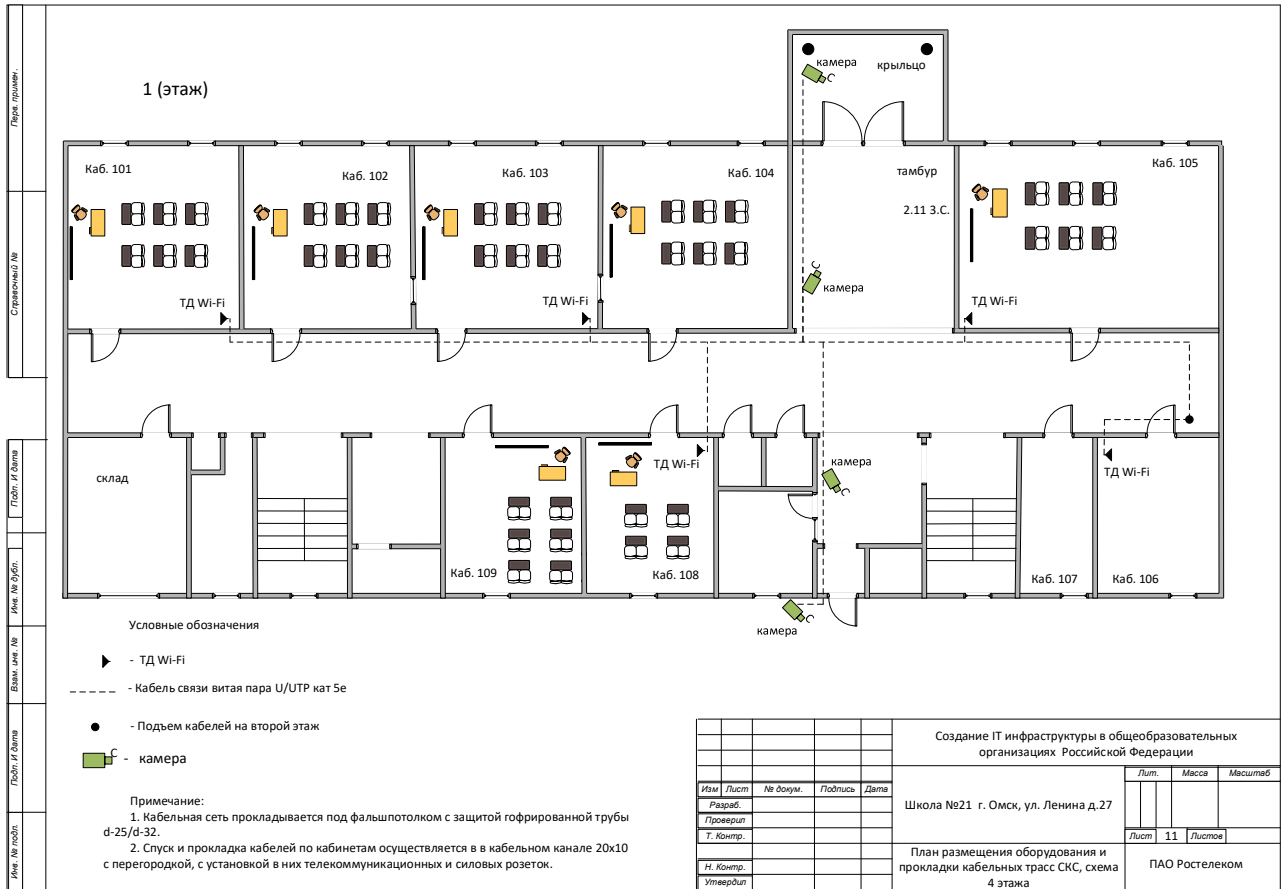 Перв. примен.
Справочный №
Подп. И дата
Инв. № дубл.
Взам. инв. №
Подп. И дата
Инв. № подл.
1 (этаж)
камера
крыльцо
Каб. 101
Каб. 102
Каб. 103
Каб. 104
тамбур
2.11 З.С.
Каб. 105
камера
ТД Wi-Fi
ТД Wi-Fi
ТД Wi-Fi
склад
ТД Wi-Fi
камера
ТД Wi-Fi
Каб. 109
Каб. 108
Каб. 107
Каб. 106
камера
Условные обозначения
- ТД Wi-Fi
- Кабель связи витая пара U/UTP кат 5е
- Подъем кабелей на второй этаж
- камера
Примечание:
1. Кабельная сеть прокладывается под фальшпотолком с защитой гофрированной трубы
d-25/d-32.
2. Спуск и прокладка кабелей по кабинетам осуществляется в в кабельном канале 20х10
с перегородкой, с установкой в них телекоммуникационных и силовых розеток.
Создание IT инфраструктуры в общеобразовательных
организациях Российской Федерации
Изм Лист № докум. Подпись Дата
Разраб.
Проверил
Т. Контр.
Н. Контр.
Утвердил
Школа №21 г. Омск, ул. Ленина д.27
Лит. Масса Масштаб
Лист 11 Листов
План размещения оборудования и
прокладки кабельных трасс СКС, схема
4 этажа
ПАО Ростелеком